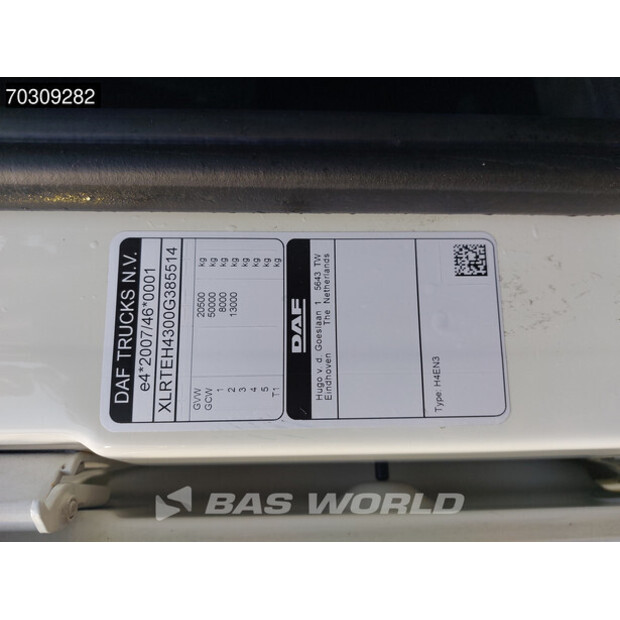 70309282
DAF TRUCKS N.V.
e4*2007/46*0001
XLRTEH4300G385514
GVW 20500 kg
GCW 50000 kg
1 8000 kg
2 13000 kg
3 kg
4 kg
5 kg
T1 kg
DAF
Hugo v. d. Goeslaan 1 5643 TW
Eindhoven The Netherlands
Type: H4EN3
BAS WORLD